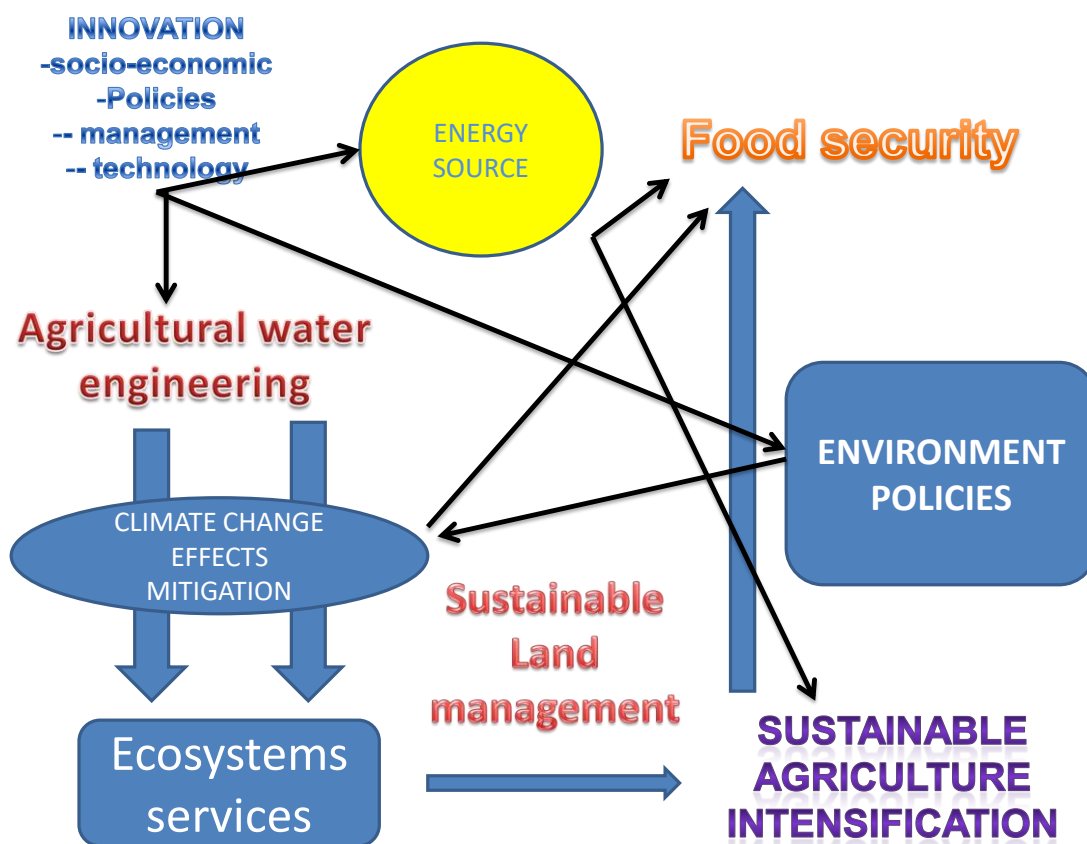 INNOVATION
-socio-economic
-Policies
-- management
-- technology
ENERGY
SOURCE
Food security
Agricultural water
engineering
ENVIRONMENT
POLICIES
CLIMATE CHANGE
EFFECTS
MITIGATION
Sustainable
Land
management
Ecosystems
services
SUSTAINABLE
AGRICULTURE
INTENSIFICATION